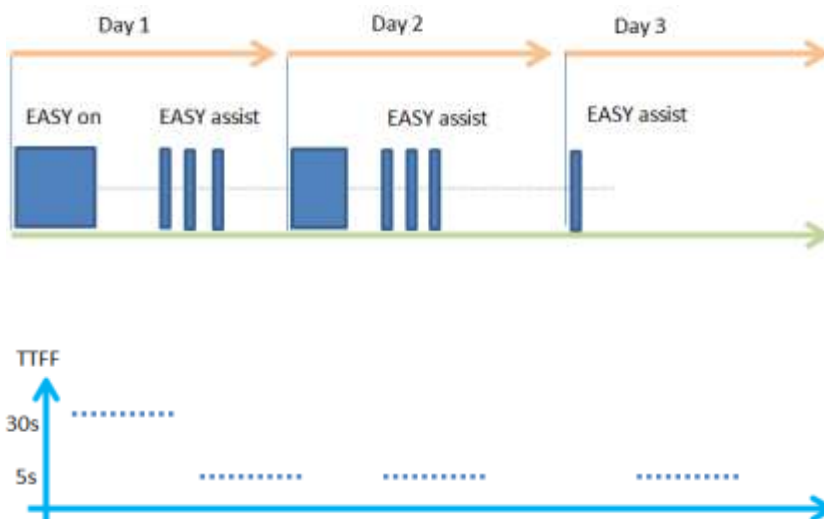 Day 1
Day 2
Day 3
EASY on
EASY assist
EASY assist
EASY assist
TTFF
30s
5s